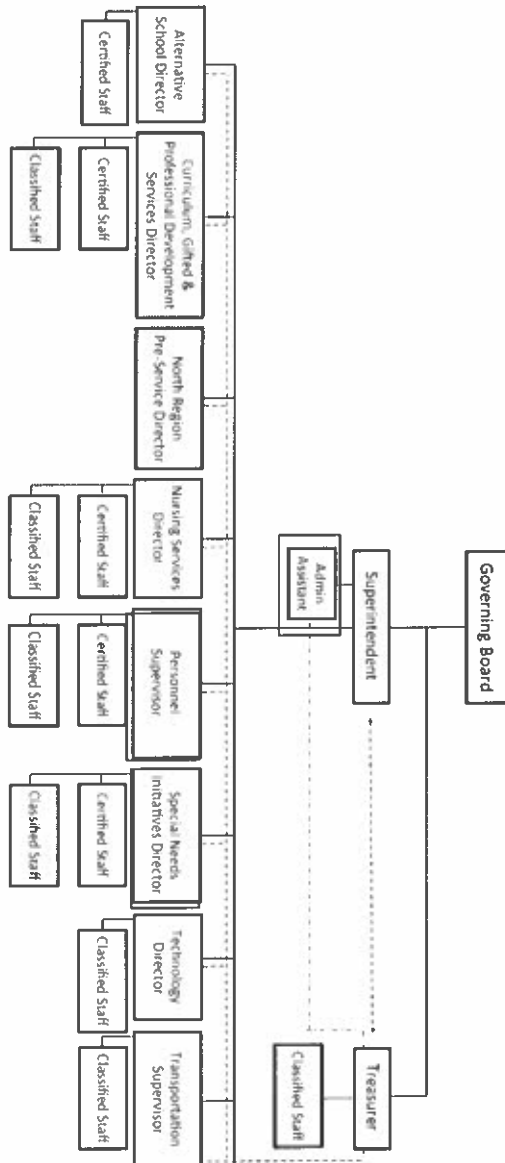 Governing Board
Superintendent
Treasurer
Admin
Assistant
Classified Staff
Alternative
School Director
Certified Staff
Curriculum, Gifted &
Professional Development
Services Director
Certified Staff
Classified Staff
North Region
Pre-Service Director
Nursing Services
Director
Certified Staff
Classified Staff
Personnel
Supervisor
Certified Staff
Classified Staff
Special Needs
Initiatives Director
Certified Staff
Classified Staff
Technology
Director
Classified Staff
Transportation
Supervisor
Classified Staff